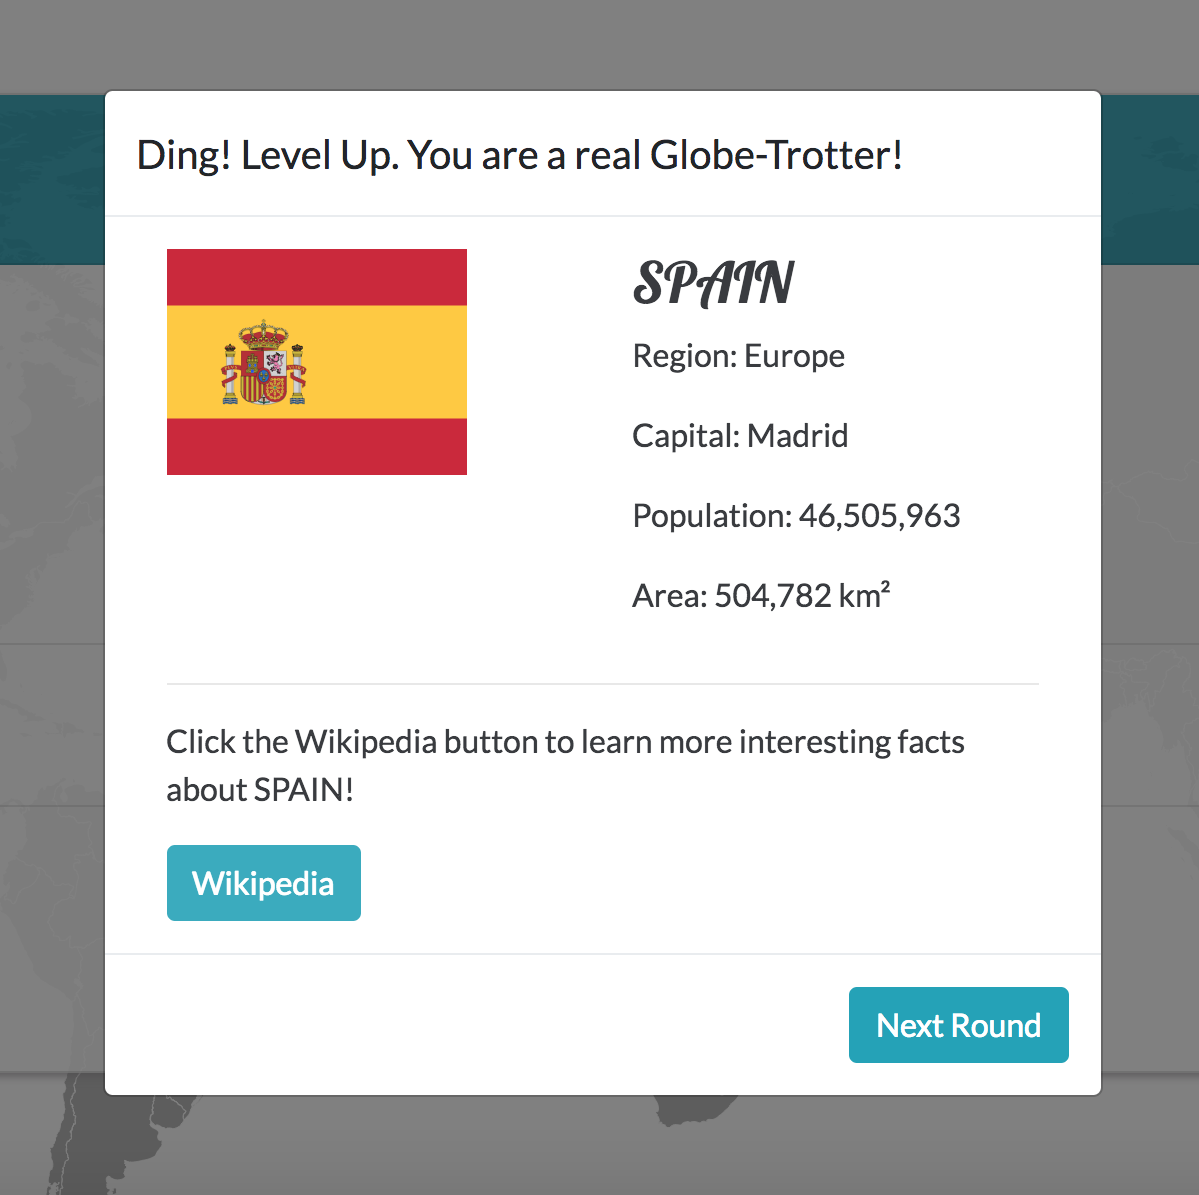 Ding! Level Up. You are a real Globe-Trotter!
SPAIN
Region: Europe
Capital: Madrid
Population: 46,505,963
Area: 504,782 km²
Click the Wikipedia button to learn more interesting facts
about SPAIN!
Wikipedia
Next Round